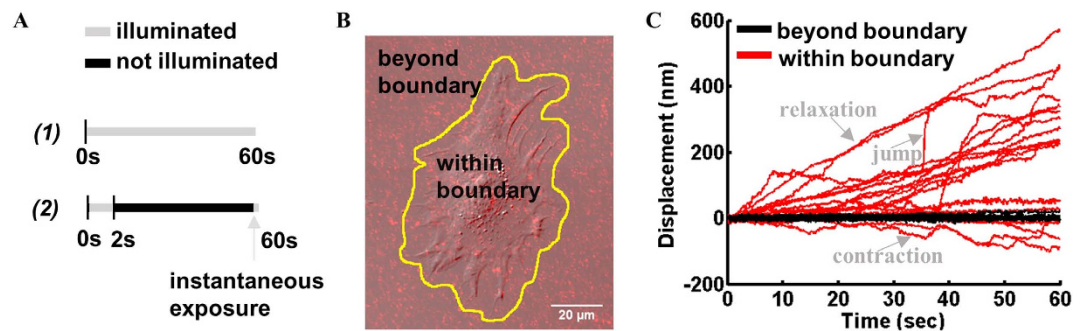 A
illuminated
not illuminated
(1)
0s
60s
(2)
0s
2s
60s
instantaneous
exposure
B
beyond
boundary
within
boundary
20 µm
C
Displacement (nm)
600
400
200
0
-200
beyond boundary
within boundary
relaxation
jump
contraction
0
10
20
30
40
50
60
Time (sec)